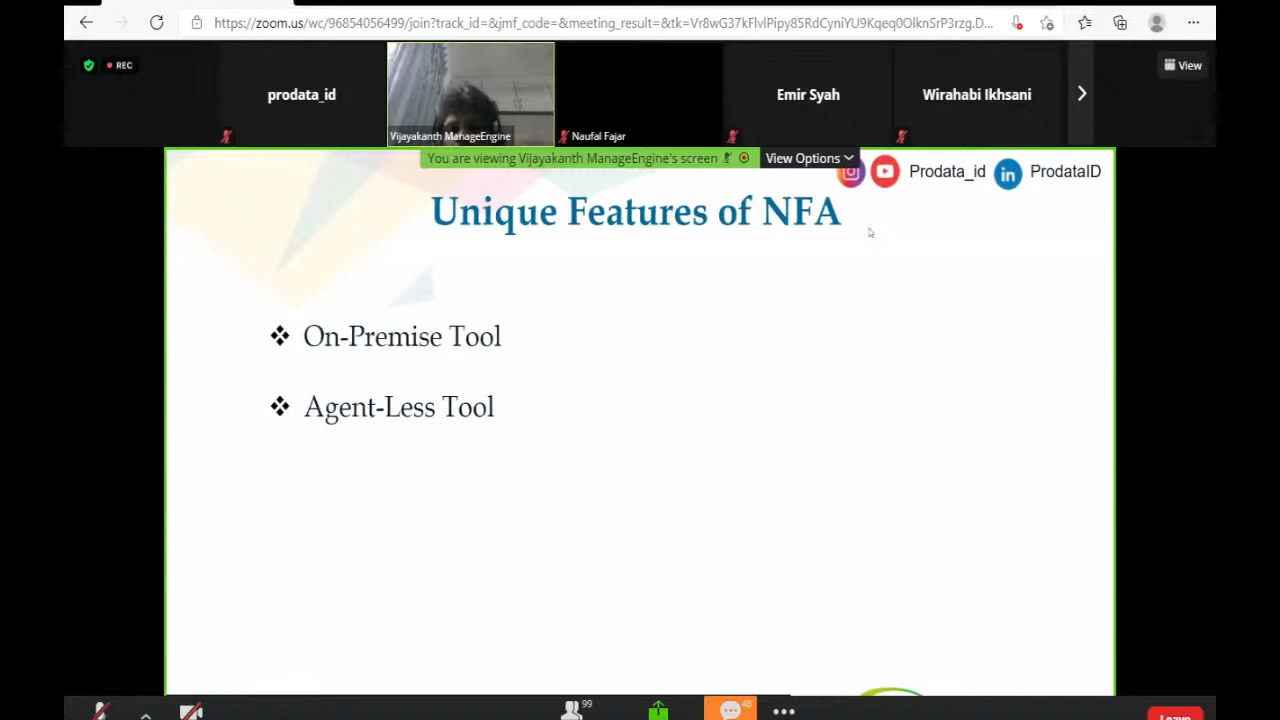 https://zoom.us/wc/96854056499/join?track_id=&jmf_code=&meeting_result=&tk=Vr8wG37kFlvlPipy85RdCyniYU9Kqeq0OlknSrP3rzg.D...
REC
View
prodata_id
Emir Syah
Wirahabi Ikhsani
Vijayakanth ManageEngine
Naufal Fajar
You are viewing Vijayakanth ManageEngine's screen
View Options
Prodata_id
ProdataID
Unique Features of NFA
On-Premise Tool
Agent-Less Tool
99
48
Leave